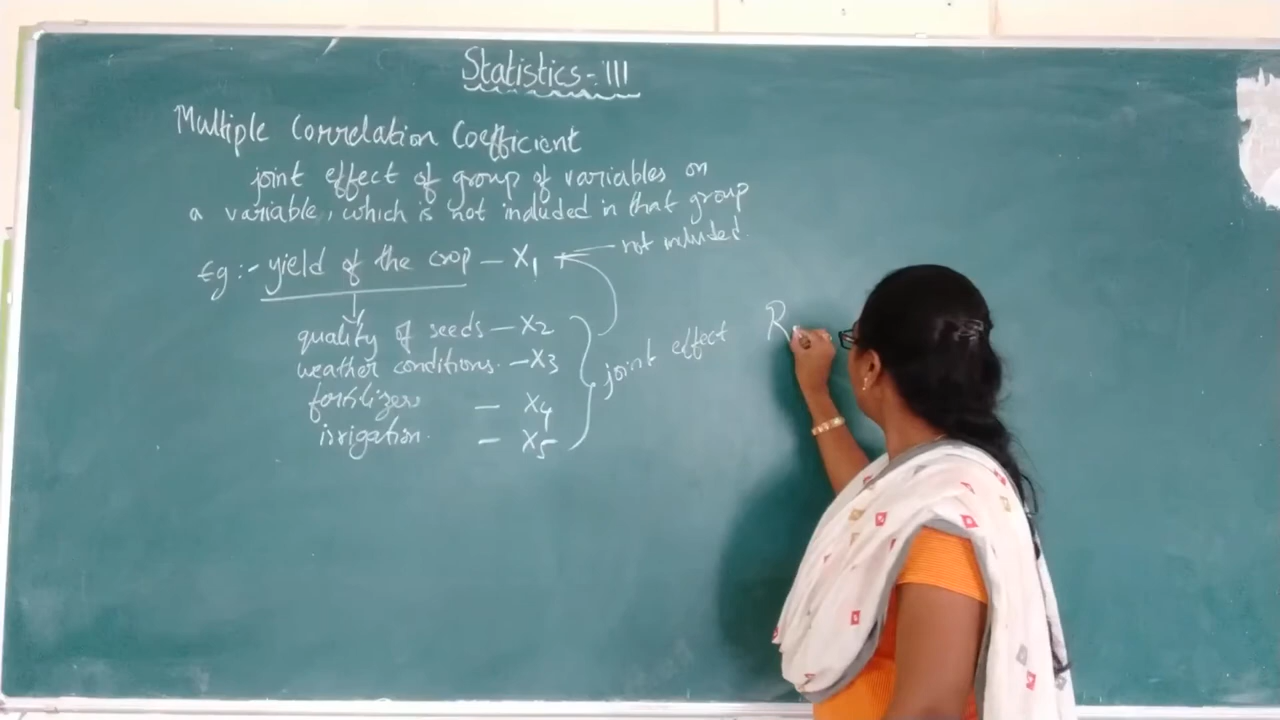 Statistics - III
Multiple Correlation Coefficient
joint effect of group of variables on
a variable, which is not included in that group
Eg :- yield of the crop – X1 ← not included.
quality of seeds – X2
weather conditions. – X3
fertilizers – X4
irrigation. – X5
joint effect
R